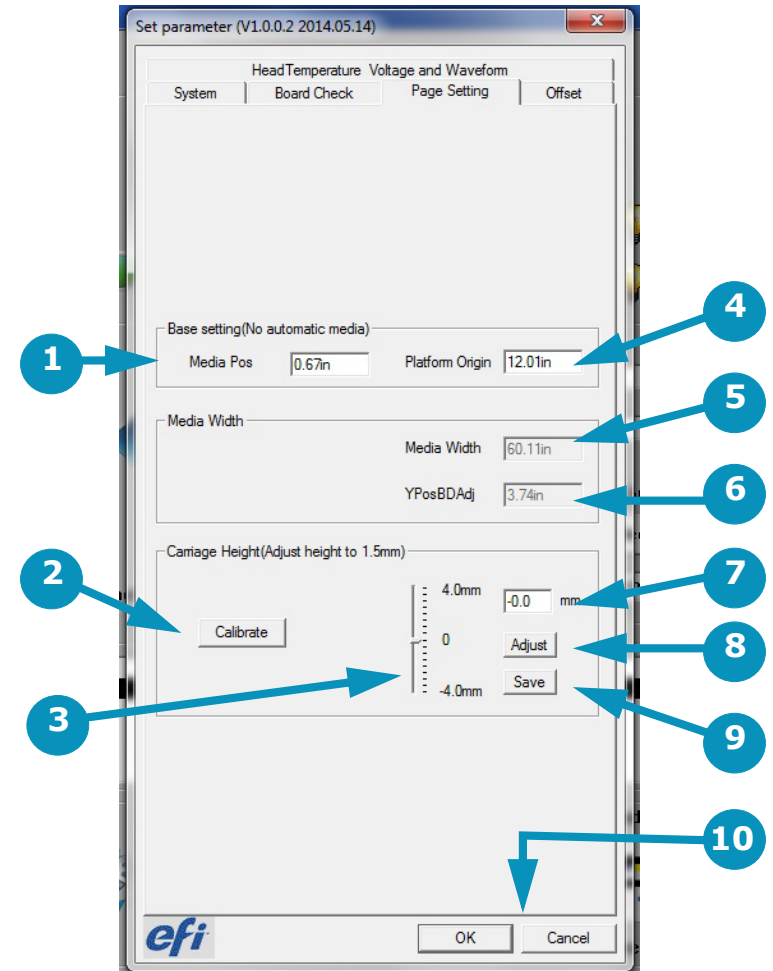 Set parameter (V1.0.0.2 2014.05.14)
x
HeadTemperature Voltage and Waveform
System Board Check Page Setting Offset
4
Base setting(No automatic media)
1
Media Pos 0.67in Platform Origin 12.01in
5
Media Width
Media Width 60.11in
6
YPosBDAdj 3.74in
Carriage Height(Adjust height to 1.5mm)
2
7
4.0mm -0.0 mm
Calibrate 0 Adjust
8
-4.0mm Save
3
9
10
efi OK Cancel